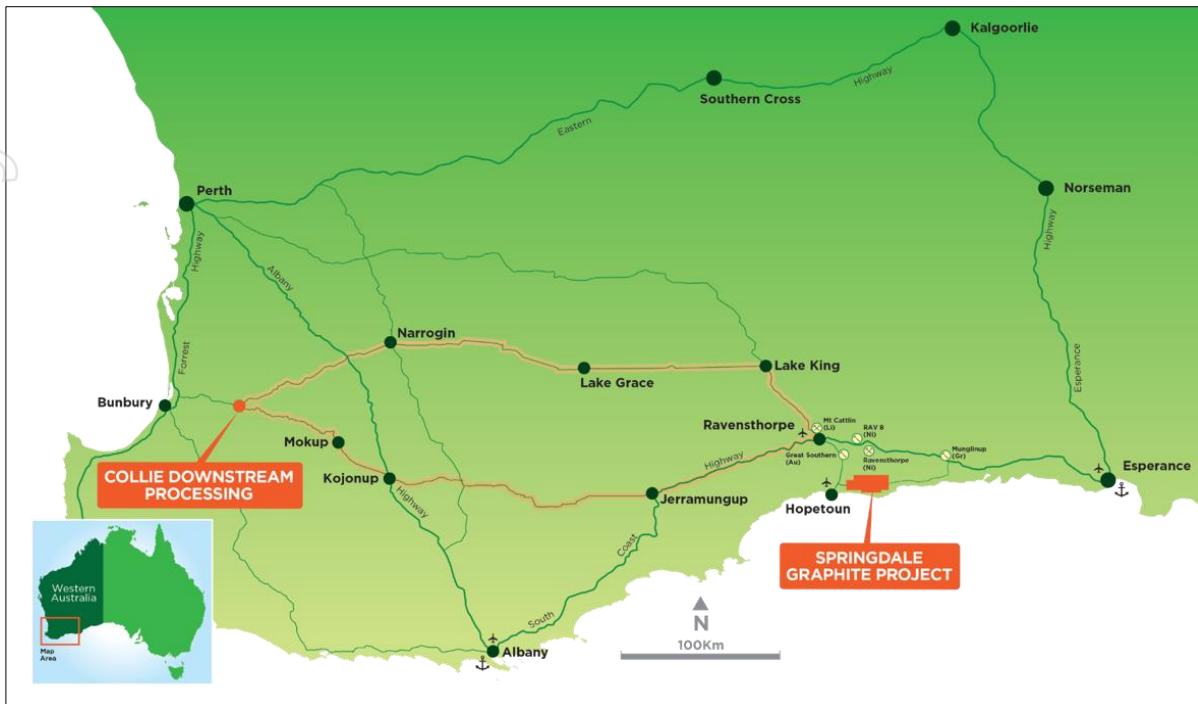 Kalgoorlie
Southern Cross
Highway
Eastern
Perth
Norseman
Highway
Albany
Highway
Narrogin
Forrest
Lake Grace
Lake King
Esperance
Bunbury
Mt Cattlin
(Li)
RAV 8
(Ni)
Ravensthorpe
Mokup
Great Southern
(Au)
Ravensthorpe
(Ni)
Munglinup
(Gr)
COLLIE DOWNSTREAM
PROCESSING
Kojonup
Highway
Highway
Jerramungup
Esperance
Hopetoun
Coast
SPRINGDALE
GRAPHITE PROJECT
Western
Australia
South
N
100Km
Map
Area
Albany